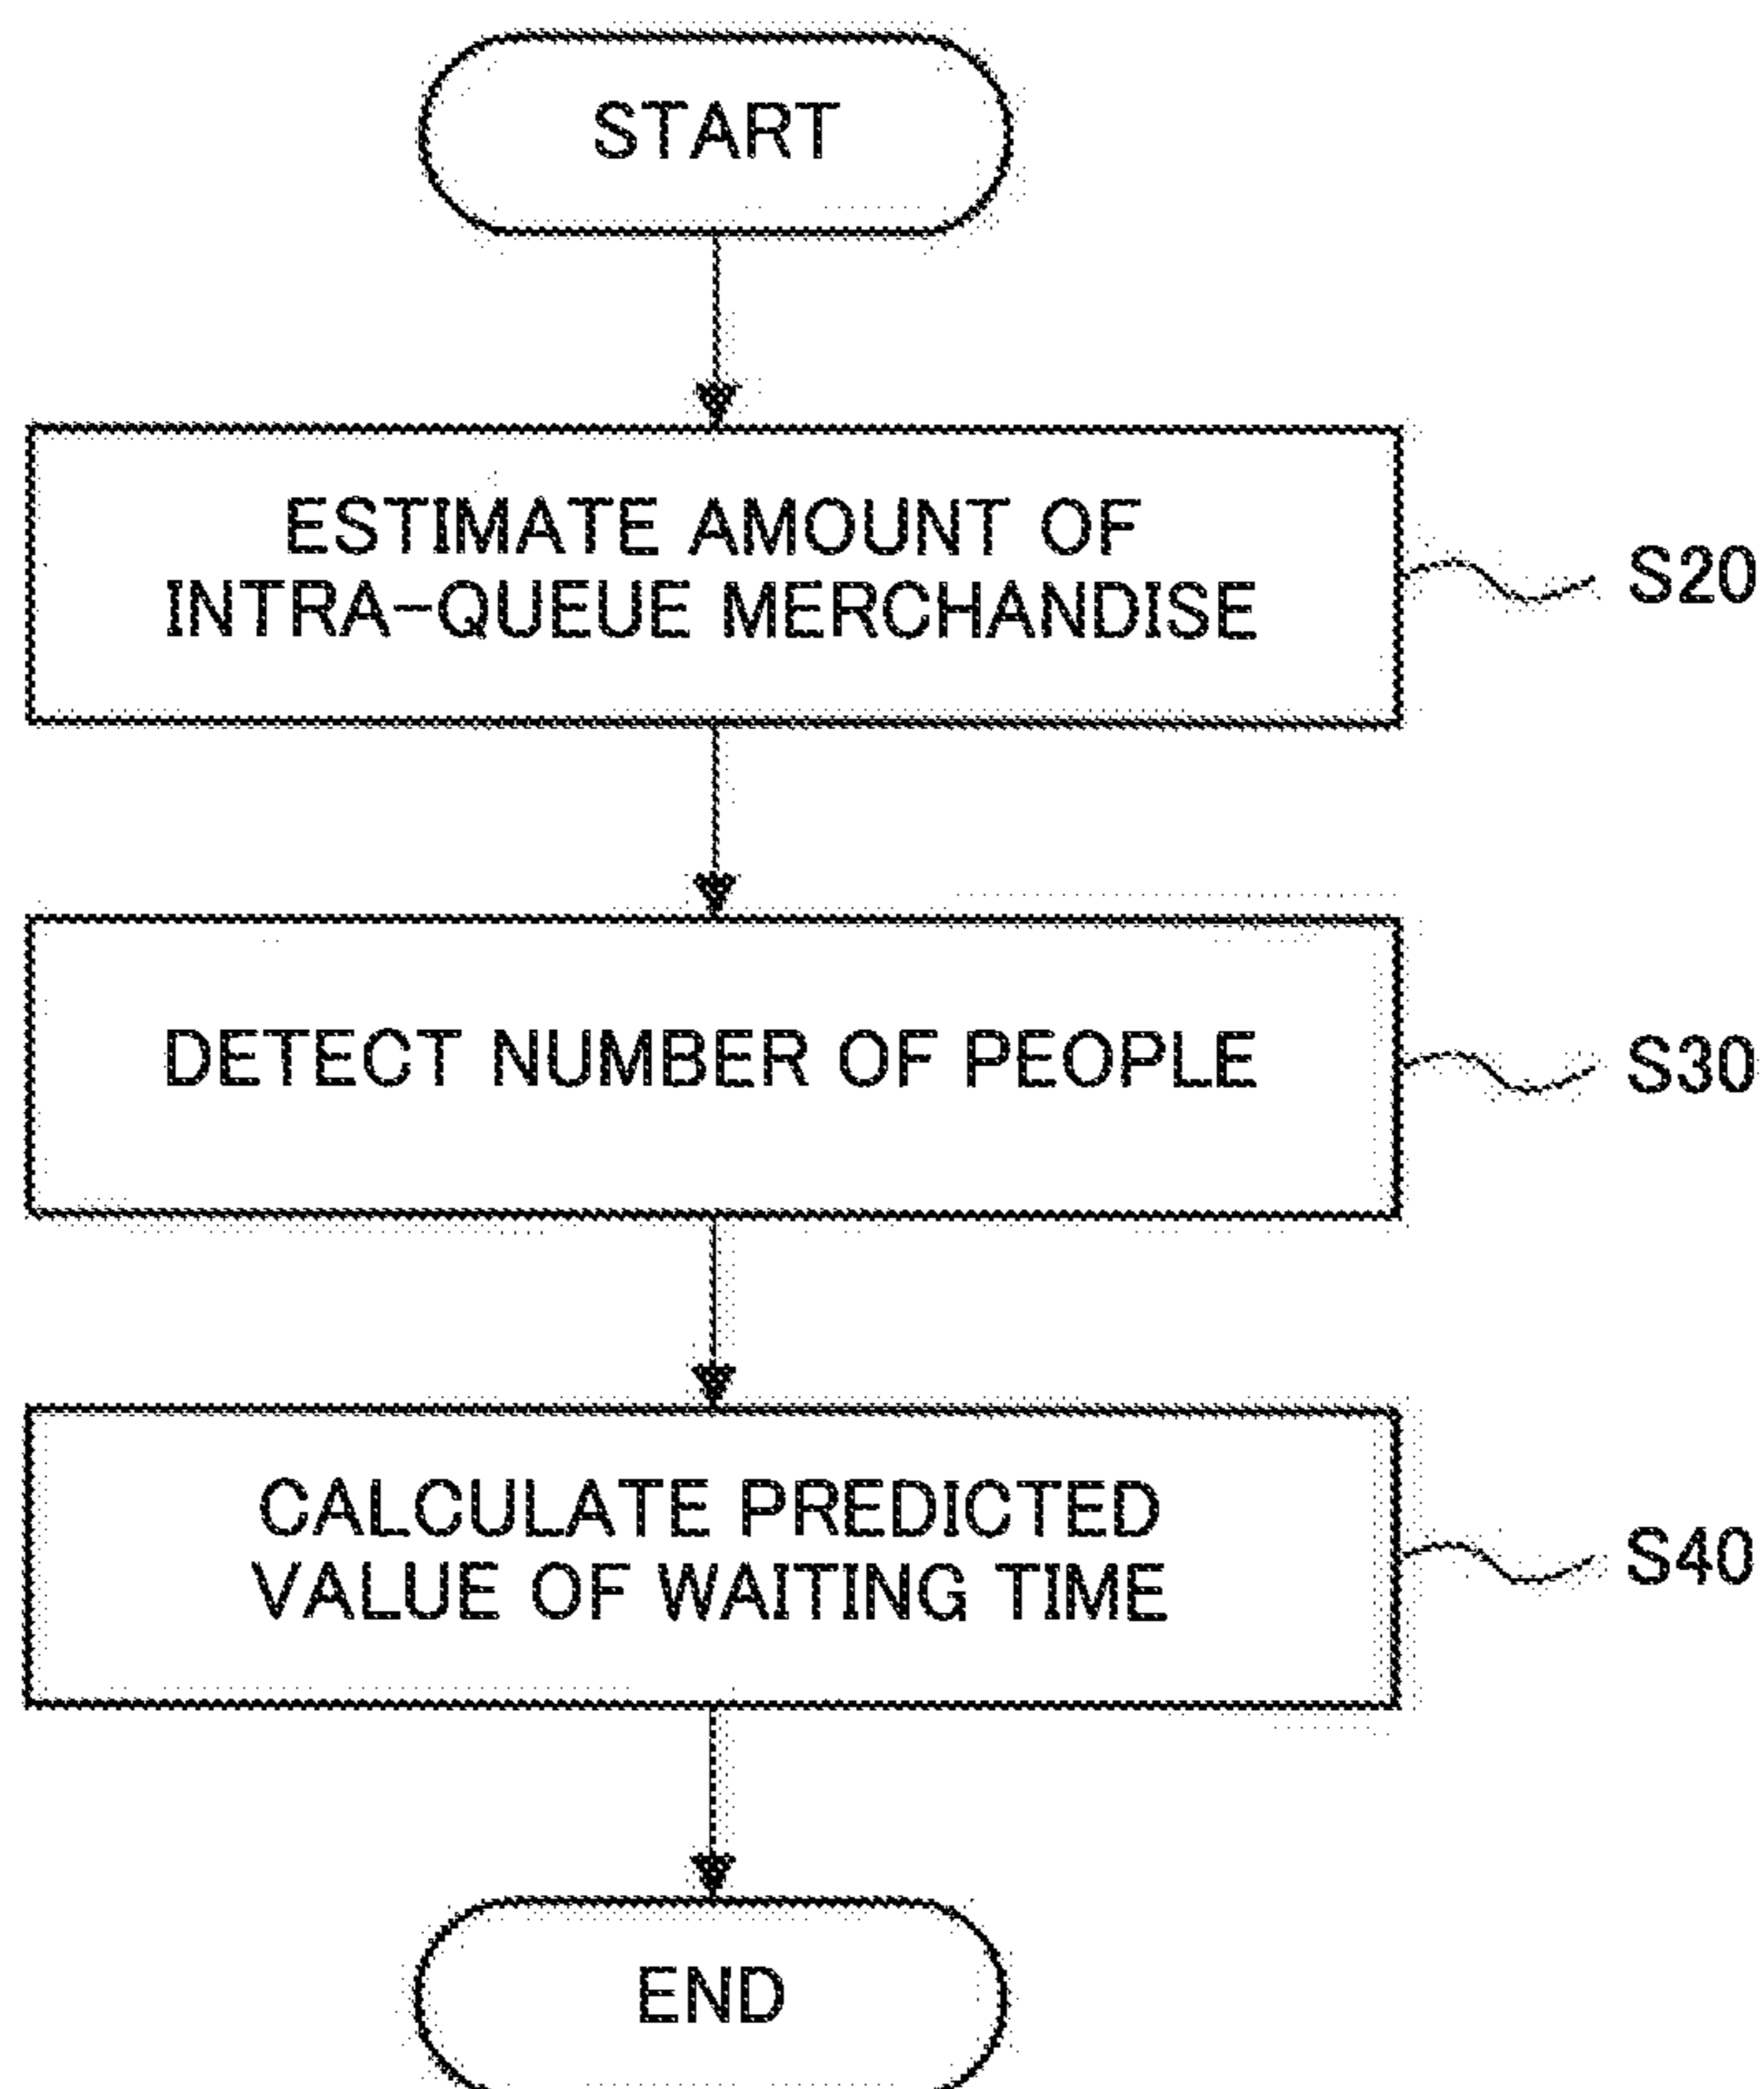 START
ESTIMATE AMOUNT OF
INTRA-QUEUE MERCHANDISE
S20
DETECT NUMBER OF PEOPLE
S30
CALCULATE PREDICTED
VALUE OF WAITING TIME
S40
END